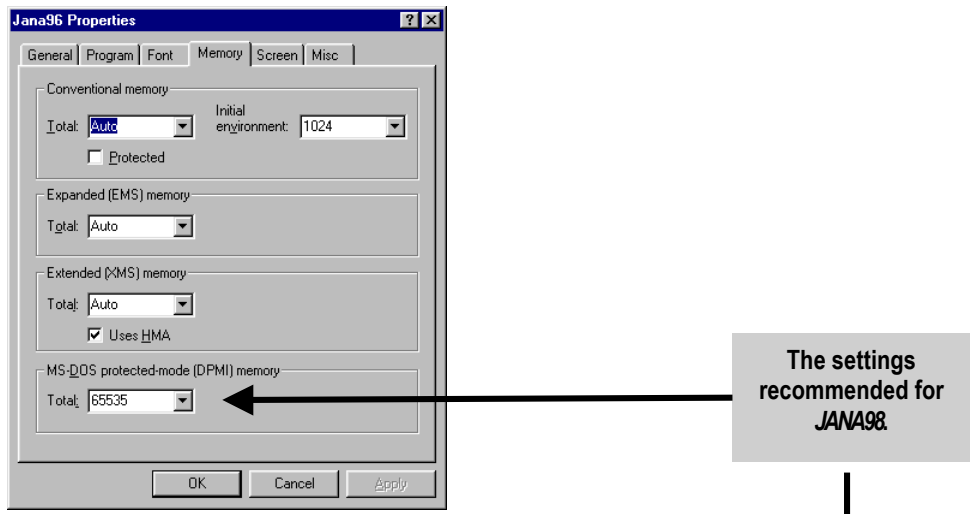 Jana96 Properties
General Program Font Memory Screen Misc
Conventional memory
Total: Auto
Initial
environment: 1024
Protected
Expanded (EMS) memory
Total: Auto
Extended (XMS) memory
Total: Auto
Uses HMA
MS-DOS protected-mode (DPMI) memory
Total: 65535
OK Cancel Apply
The settings
recommended for
JANA98.